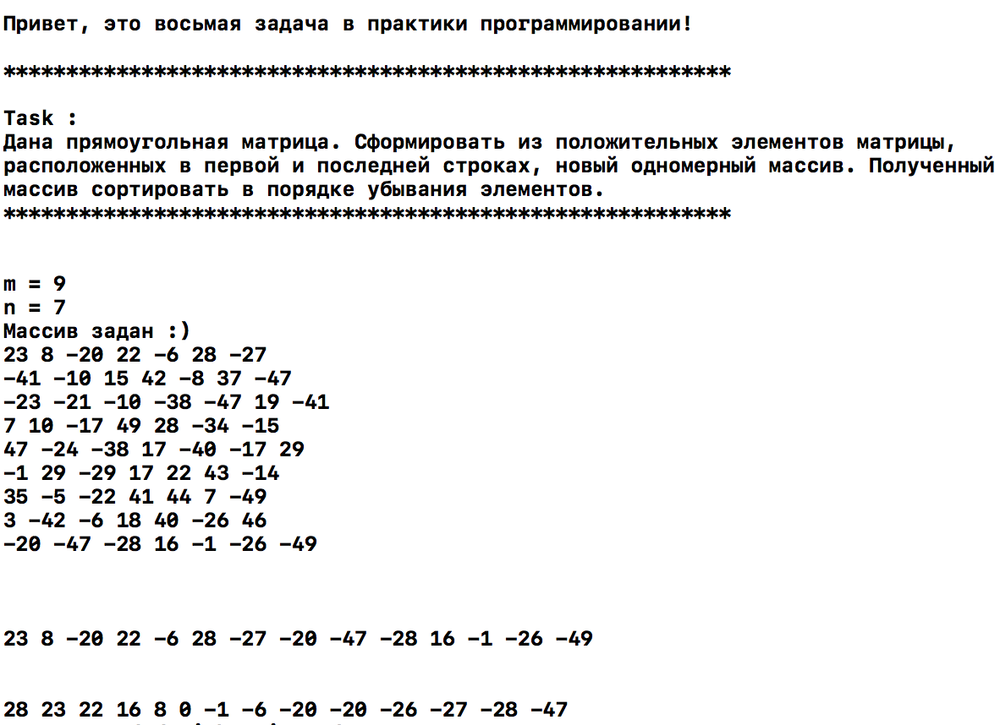 Привет, это восьмая задача в практики программировании!
**********************************************************
Task :
Дана прямоугольная матрица. Сформировать из положительных элементов матрицы,
расположенных в первой и последней строках, новый одномерный массив. Полученный
массив сортировать в порядке убывания элементов.
**********************************************************
m = 9
n = 7
Массив задан :)
23 8 -20 22 -6 28 -27
-41 -10 15 42 -8 37 -47
-23 -21 -10 -38 -47 19 -41
7 10 -17 49 28 -34 -15
47 -24 -38 17 -40 -17 29
-1 29 -29 17 22 43 -14
35 -5 -22 41 44 7 -49
3 -42 -6 18 40 -26 46
-20 -47 -28 16 -1 -26 -49
23 8 -20 22 -6 28 -27 -20 -47 -28 16 -1 -26 -49
28 23 22 16 8 0 -1 -6 -20 -20 -26 -27 -28 -47